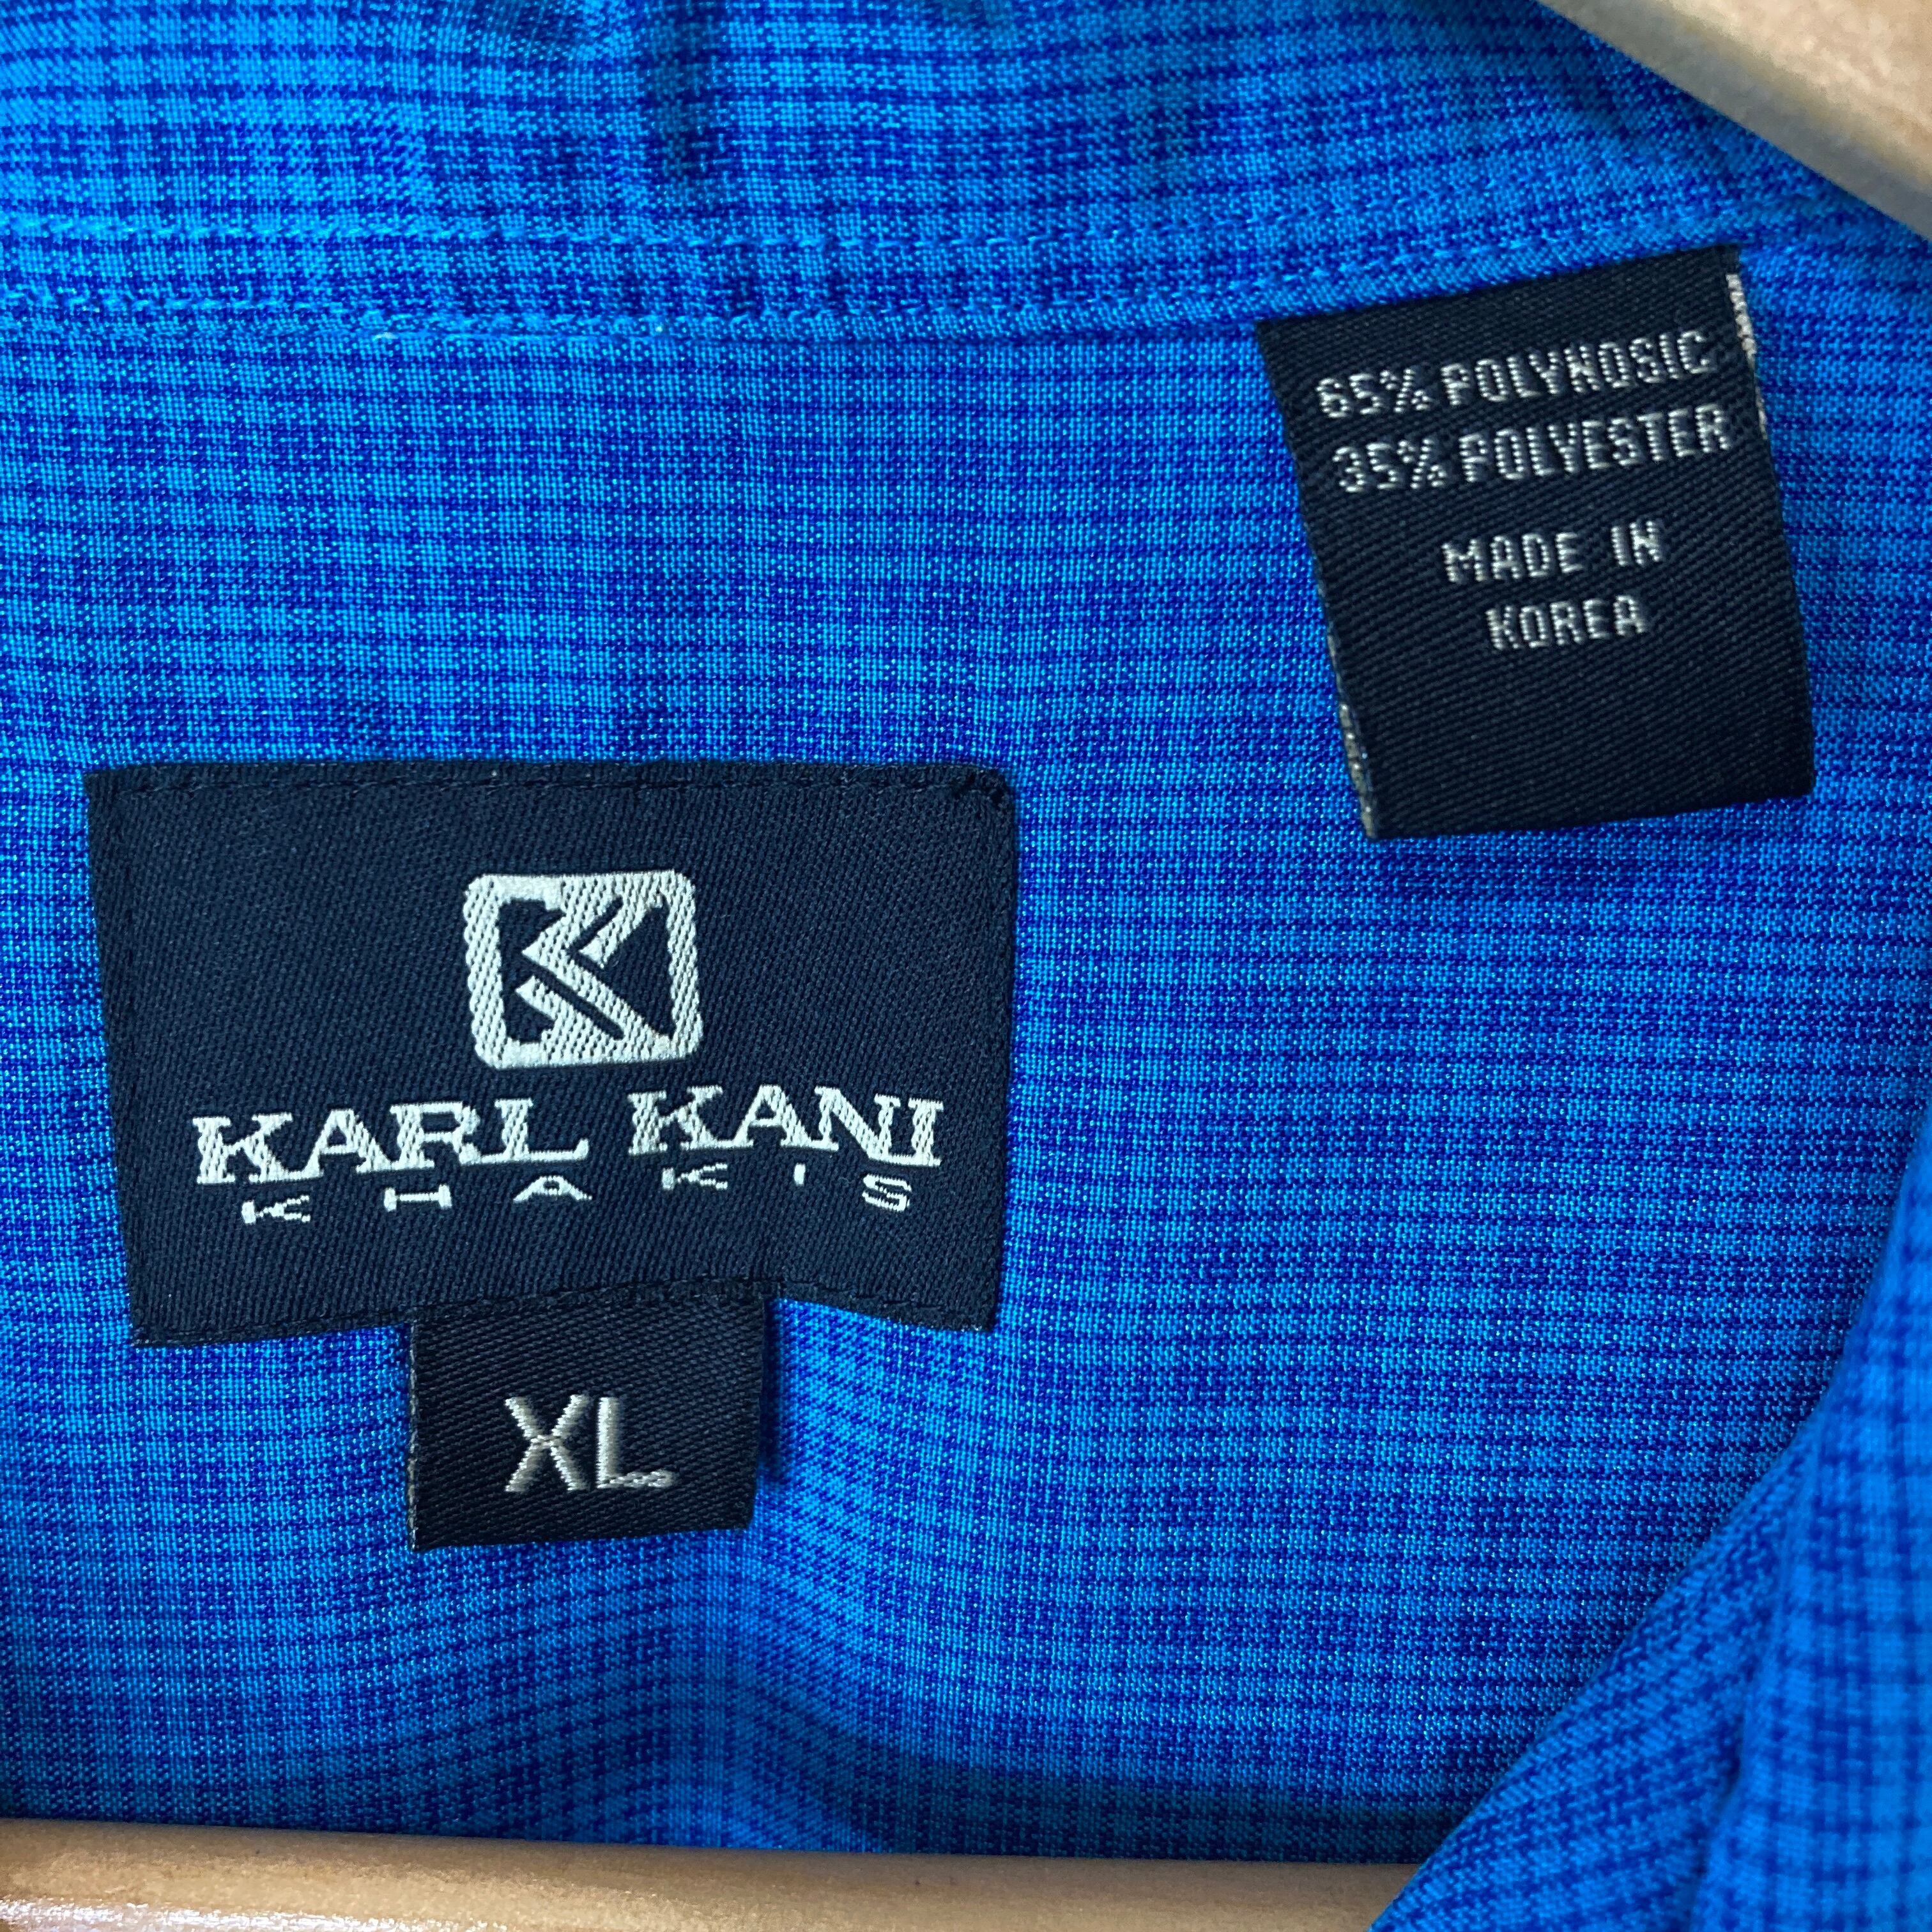 65% POLYNOSIC
35% POLYESTER
MADE IN
KOREA
K
KARL KANI
KHAKIS
XL